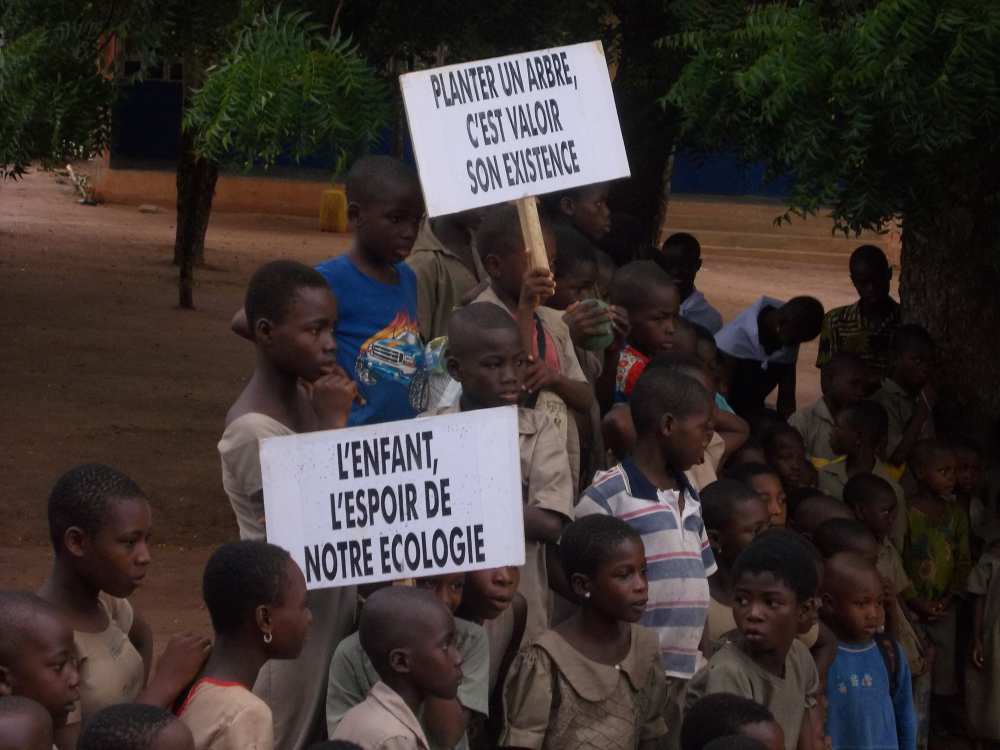 PLANTER UN ARBRE,
C'EST VALOIR
SON EXISTENCE
L'ENFANT,
L'ESPOIR DE
NOTRE ECOLOGIE